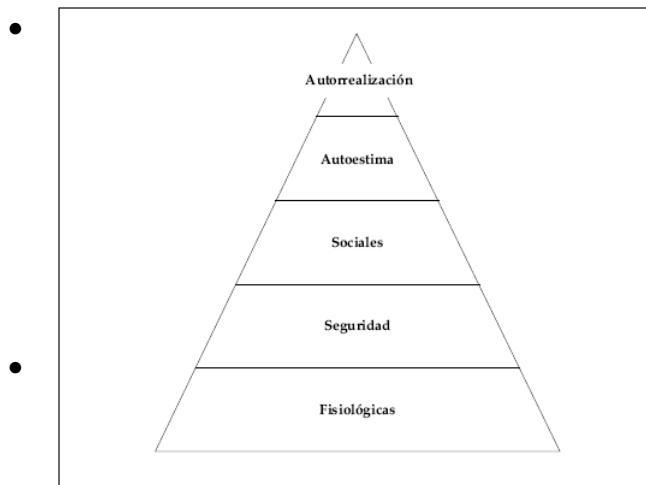 Autorrealización
Autoestima
Sociales
Seguridad
Fisiológicas